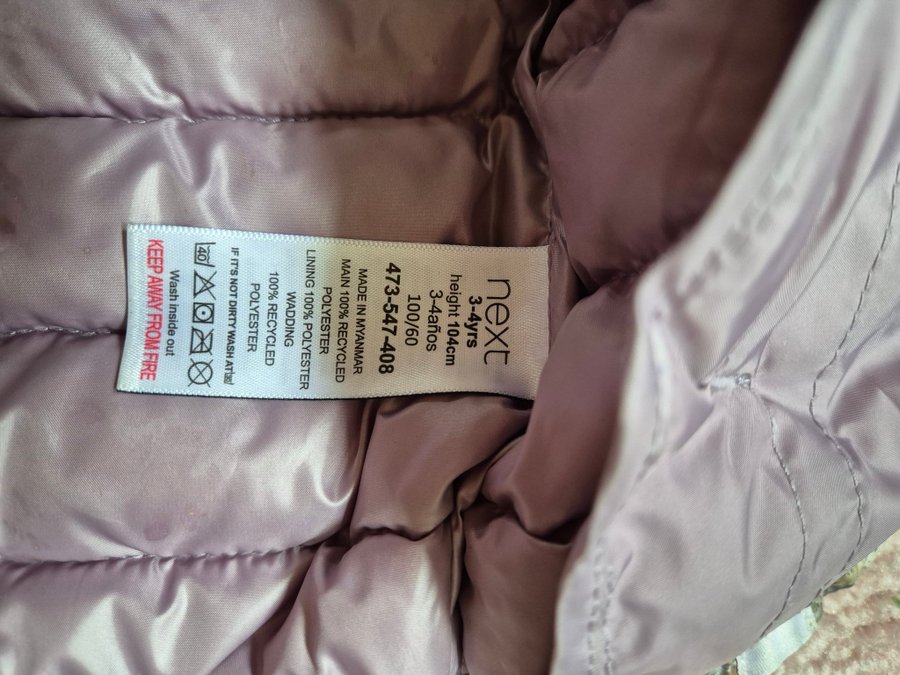 next
3-4yrs
height 104cm
3-4años
100/60
473-547-408
MADE IN MYANMAR
MAIN 100% RECYCLED
POLYESTER
LINING 100% POLYESTER
WADDING
100% RECYCLED
POLYESTER
IF IT'S NOT DIRTY WASH AT 30
40
Wash inside out
KEEP AWAY FROM FIRE